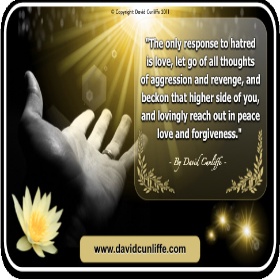 © Copyright David Cunliffe 2011
"The only response to hatred
is love, let go of all thoughts
of aggression and revenge, and
beckon that higher side of you,
and lovingly reach out in peace
love and forgiveness."
- By David Cunliffe -
www.davidcunliffe.com